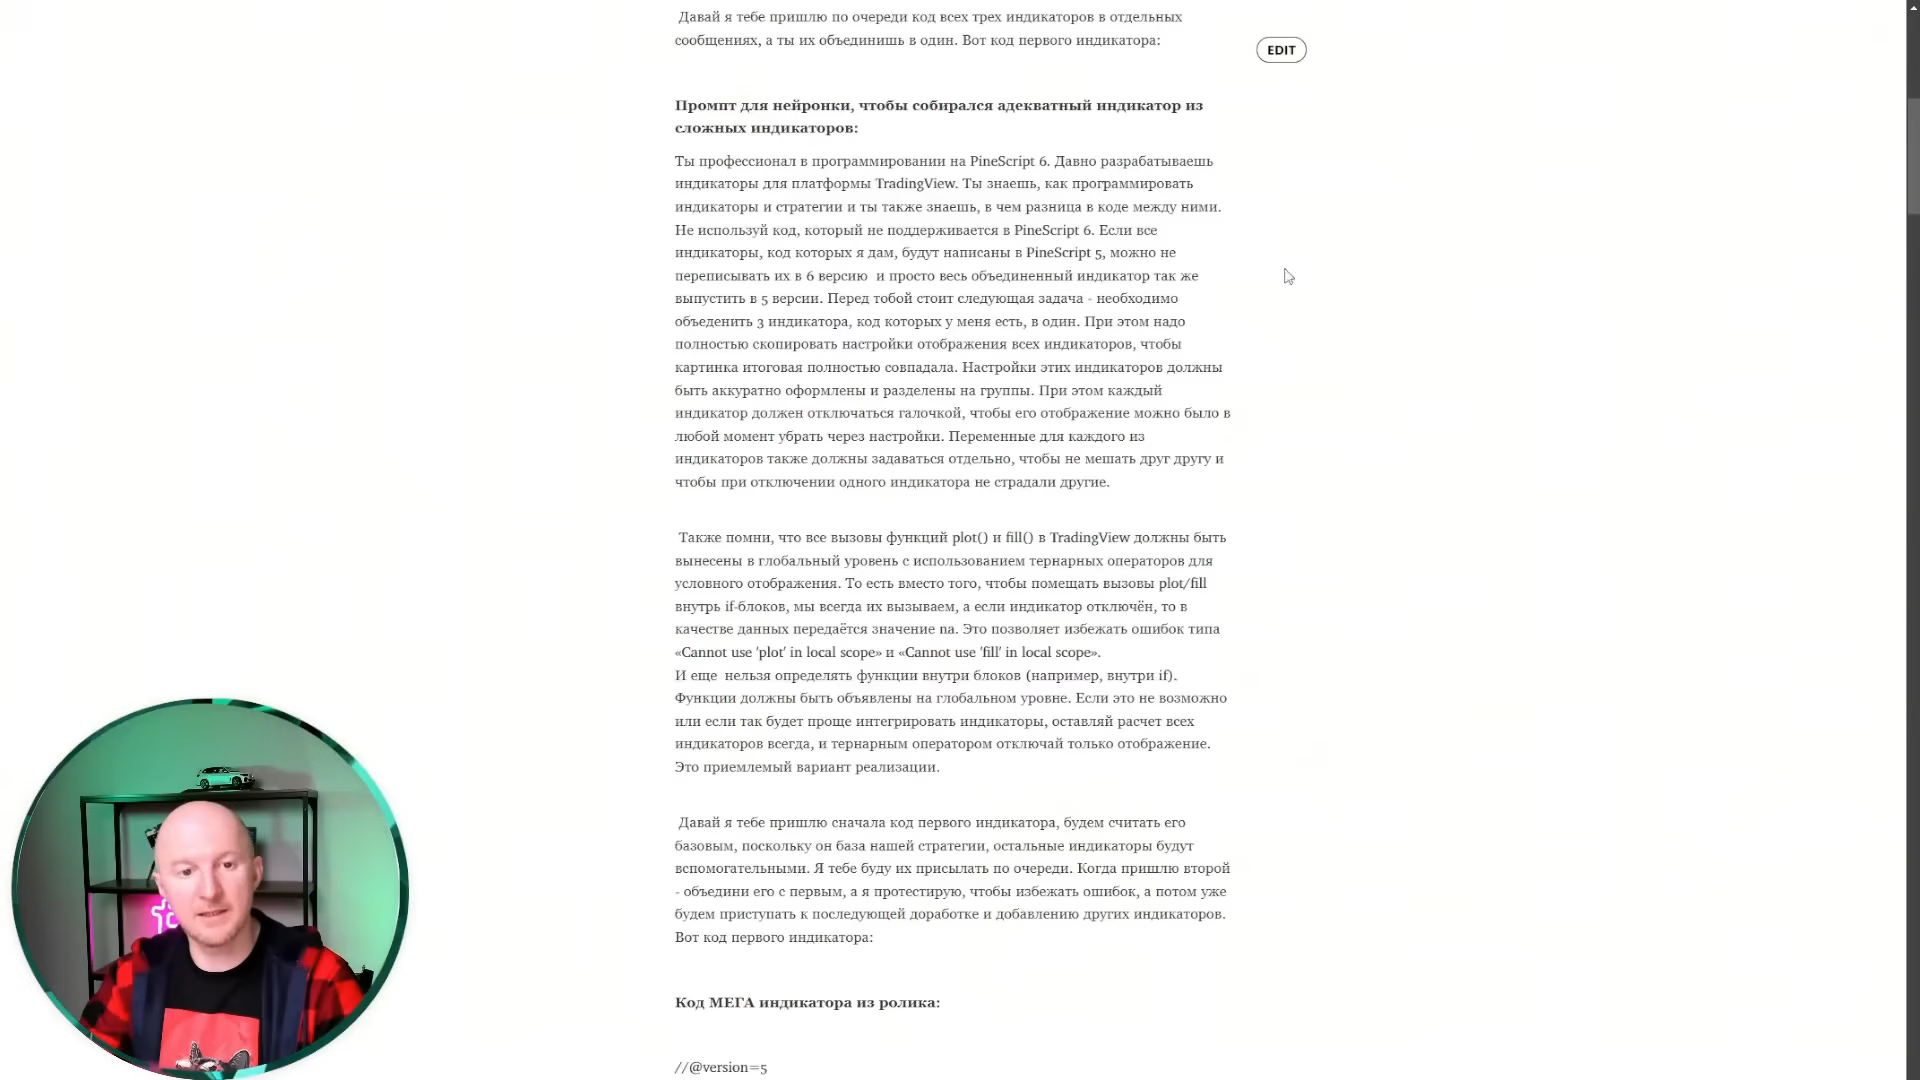 Давай я тебе пришлю по очереди код всех трех индикаторов в отдельных
сообщениях, а ты их объединишь в один. Вот код первого индикатора:
EDIT
Промпт для нейронки, чтобы собирался адекватный индикатор из
сложных индикаторов:
Ты профессионал в программировании на PineScript 6. Давно разрабатываешь
индикаторы для платформы TradingView. Ты знаешь, как программировать
индикаторы и стратегии и ты также знаешь, в чем разница в коде между ними.
Не используй код, который не поддерживается в PineScript 6. Если все
индикаторы, код которых я дам, будут написаны в PineScript 5, можно не
переписывать их в 6 версию  и просто весь объединенный индикатор так же
выпустить в 5 версии. Перед тобой стоит следующая задача - необходимо
объеденить 3 индикатора, код которых у меня есть, в один. При этом надо
полностью скопировать настройки отображения всех индикаторов, чтобы
картинка итоговая полностью совпадала. Настройки этих индикаторов должны
быть аккуратно оформлены и разделены на группы. При этом каждый
индикатор должен отключаться галочкой, чтобы его отображение можно было в
любой момент убрать через настройки. Переменные для каждого из
индикаторов также должны задаваться отдельно, чтобы не мешать друг другу и
чтобы при отключении одного индикатора не страдали другие.
Также помни, что все вызовы функций plot() и fill() в TradingView должны быть
вынесены в глобальный уровень с использованием тернарных операторов для
условного отображения. То есть вместо того, чтобы помещать вызовы plot/fill
внутрь if-блоков, мы всегда их вызываем, а если индикатор отключён, то в
качестве данных передаётся значение na. Это позволяет избежать ошибок типа
«Cannot use 'plot' in local scope» и «Cannot use 'fill' in local scope».
И еще  нельзя определять функции внутри блоков (например, внутри if).
Функции должны быть объявлены на глобальном уровне. Если это не возможно
или если так будет проще интегрировать индикаторы, оставляй расчет всех
индикаторов всегда, и тернарным оператором отключай только отображение.
Это приемлемый вариант реализации.
Давай я тебе пришлю сначала код первого индикатора, будем считать его
базовым, поскольку он база нашей стратегии, остальные индикаторы будут
вспомогательными. Я тебе буду их присылать по очереди. Когда пришлю второй
- объедини его с первым, а я протестирую, чтобы избежать ошибок, а потом уже
будем приступать к последующей доработке и добавлению других индикаторов.
Вот код первого индикатора:
Код МЕГА индикатора из ролика:
//@version=5